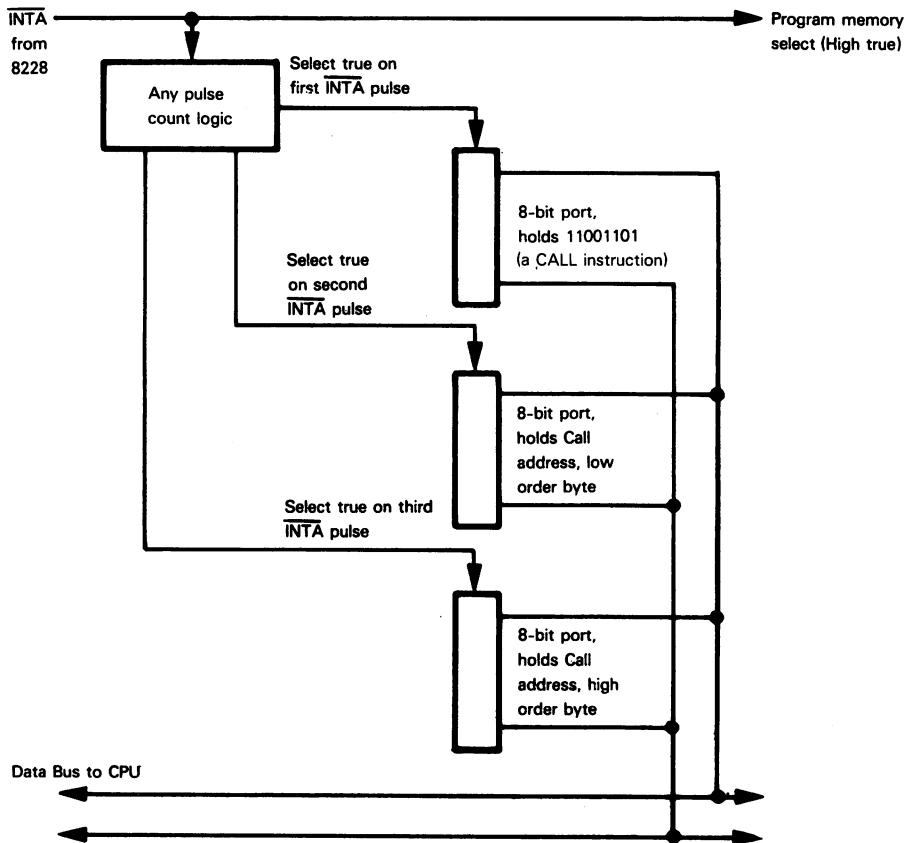 INTA
from
8228
Program memory
select (High true)
Any pulse
count logic
Select true on
first INTA pulse
8-bit port,
holds 11001101
(a CALL instruction)
Select true
on second
INTA pulse
8-bit port,
holds Call
address, low
order byte
Select true on third
INTA pulse
8-bit port,
holds Call
address, high
order byte
Data Bus to CPU